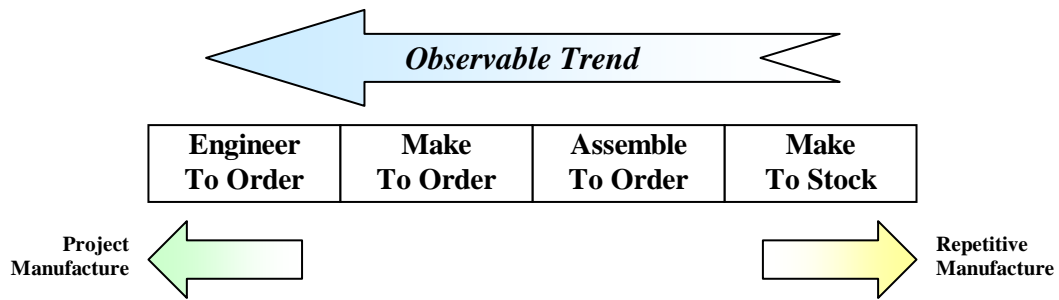 Observable Trend
Engineer
To Order
Make
To Order
Assemble
To Order
Make
To Stock
Project
Manufacture
Repetitive
Manufacture